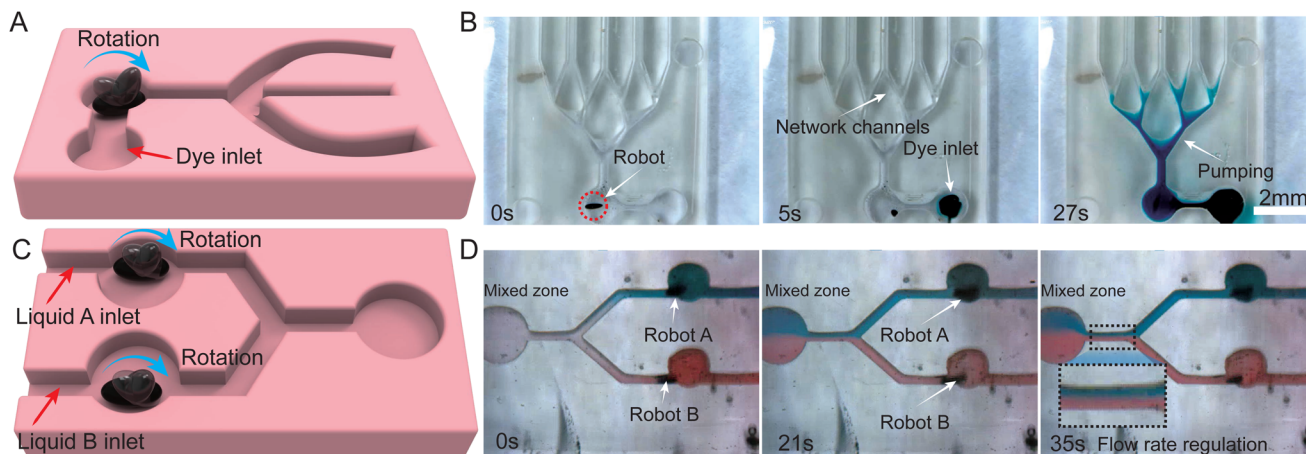 A
Rotation
Dye inlet
B
Robot
0s
Network channels
Dye inlet
5s
Pumping
27s
2mm
C
Rotation
Liquid A inlet
Rotation
Liquid B inlet
D
Mixed zone
Robot A
Robot B
0s
Mixed zone
Robot A
Robot B
21s
Mixed zone
35s Flow rate regulation